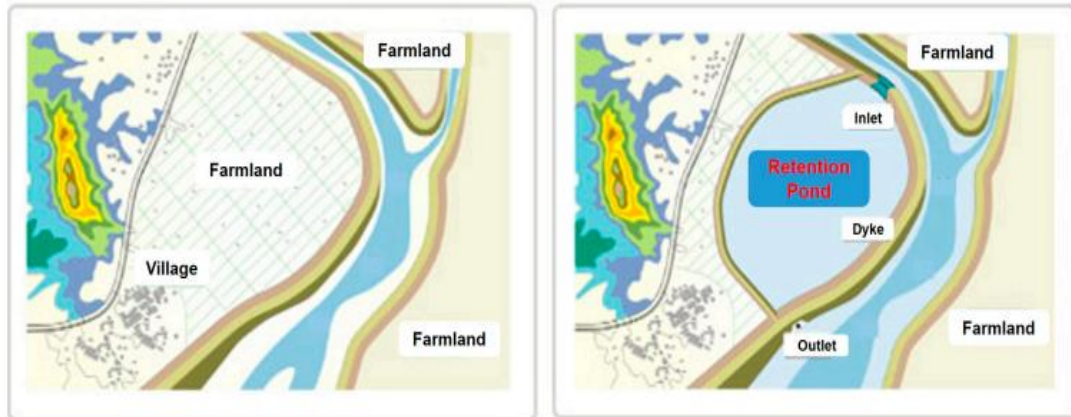 Farmland
Farmland
Village
Farmland
Farmland
Inlet
Retention
Pond
Dyke
Farmland
Outlet